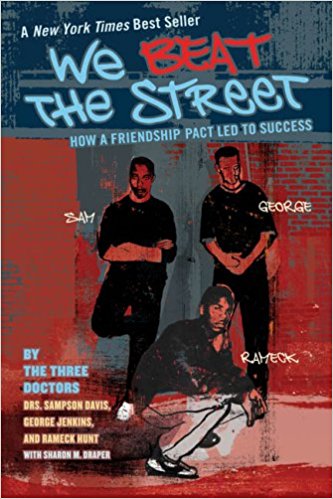 A New York Times Best Seller
WE BEAT
THE STREET
HOW A FRIENDSHIP PACT LED TO SUCCESS
SAM
GEORGE
RAMECK
BY
THE THREE
DOCTORS
DRS. SAMPSON DAVIS,
GEORGE JENKINS,
AND RAMECK HUNT
WITH SHARON M. DRAPER